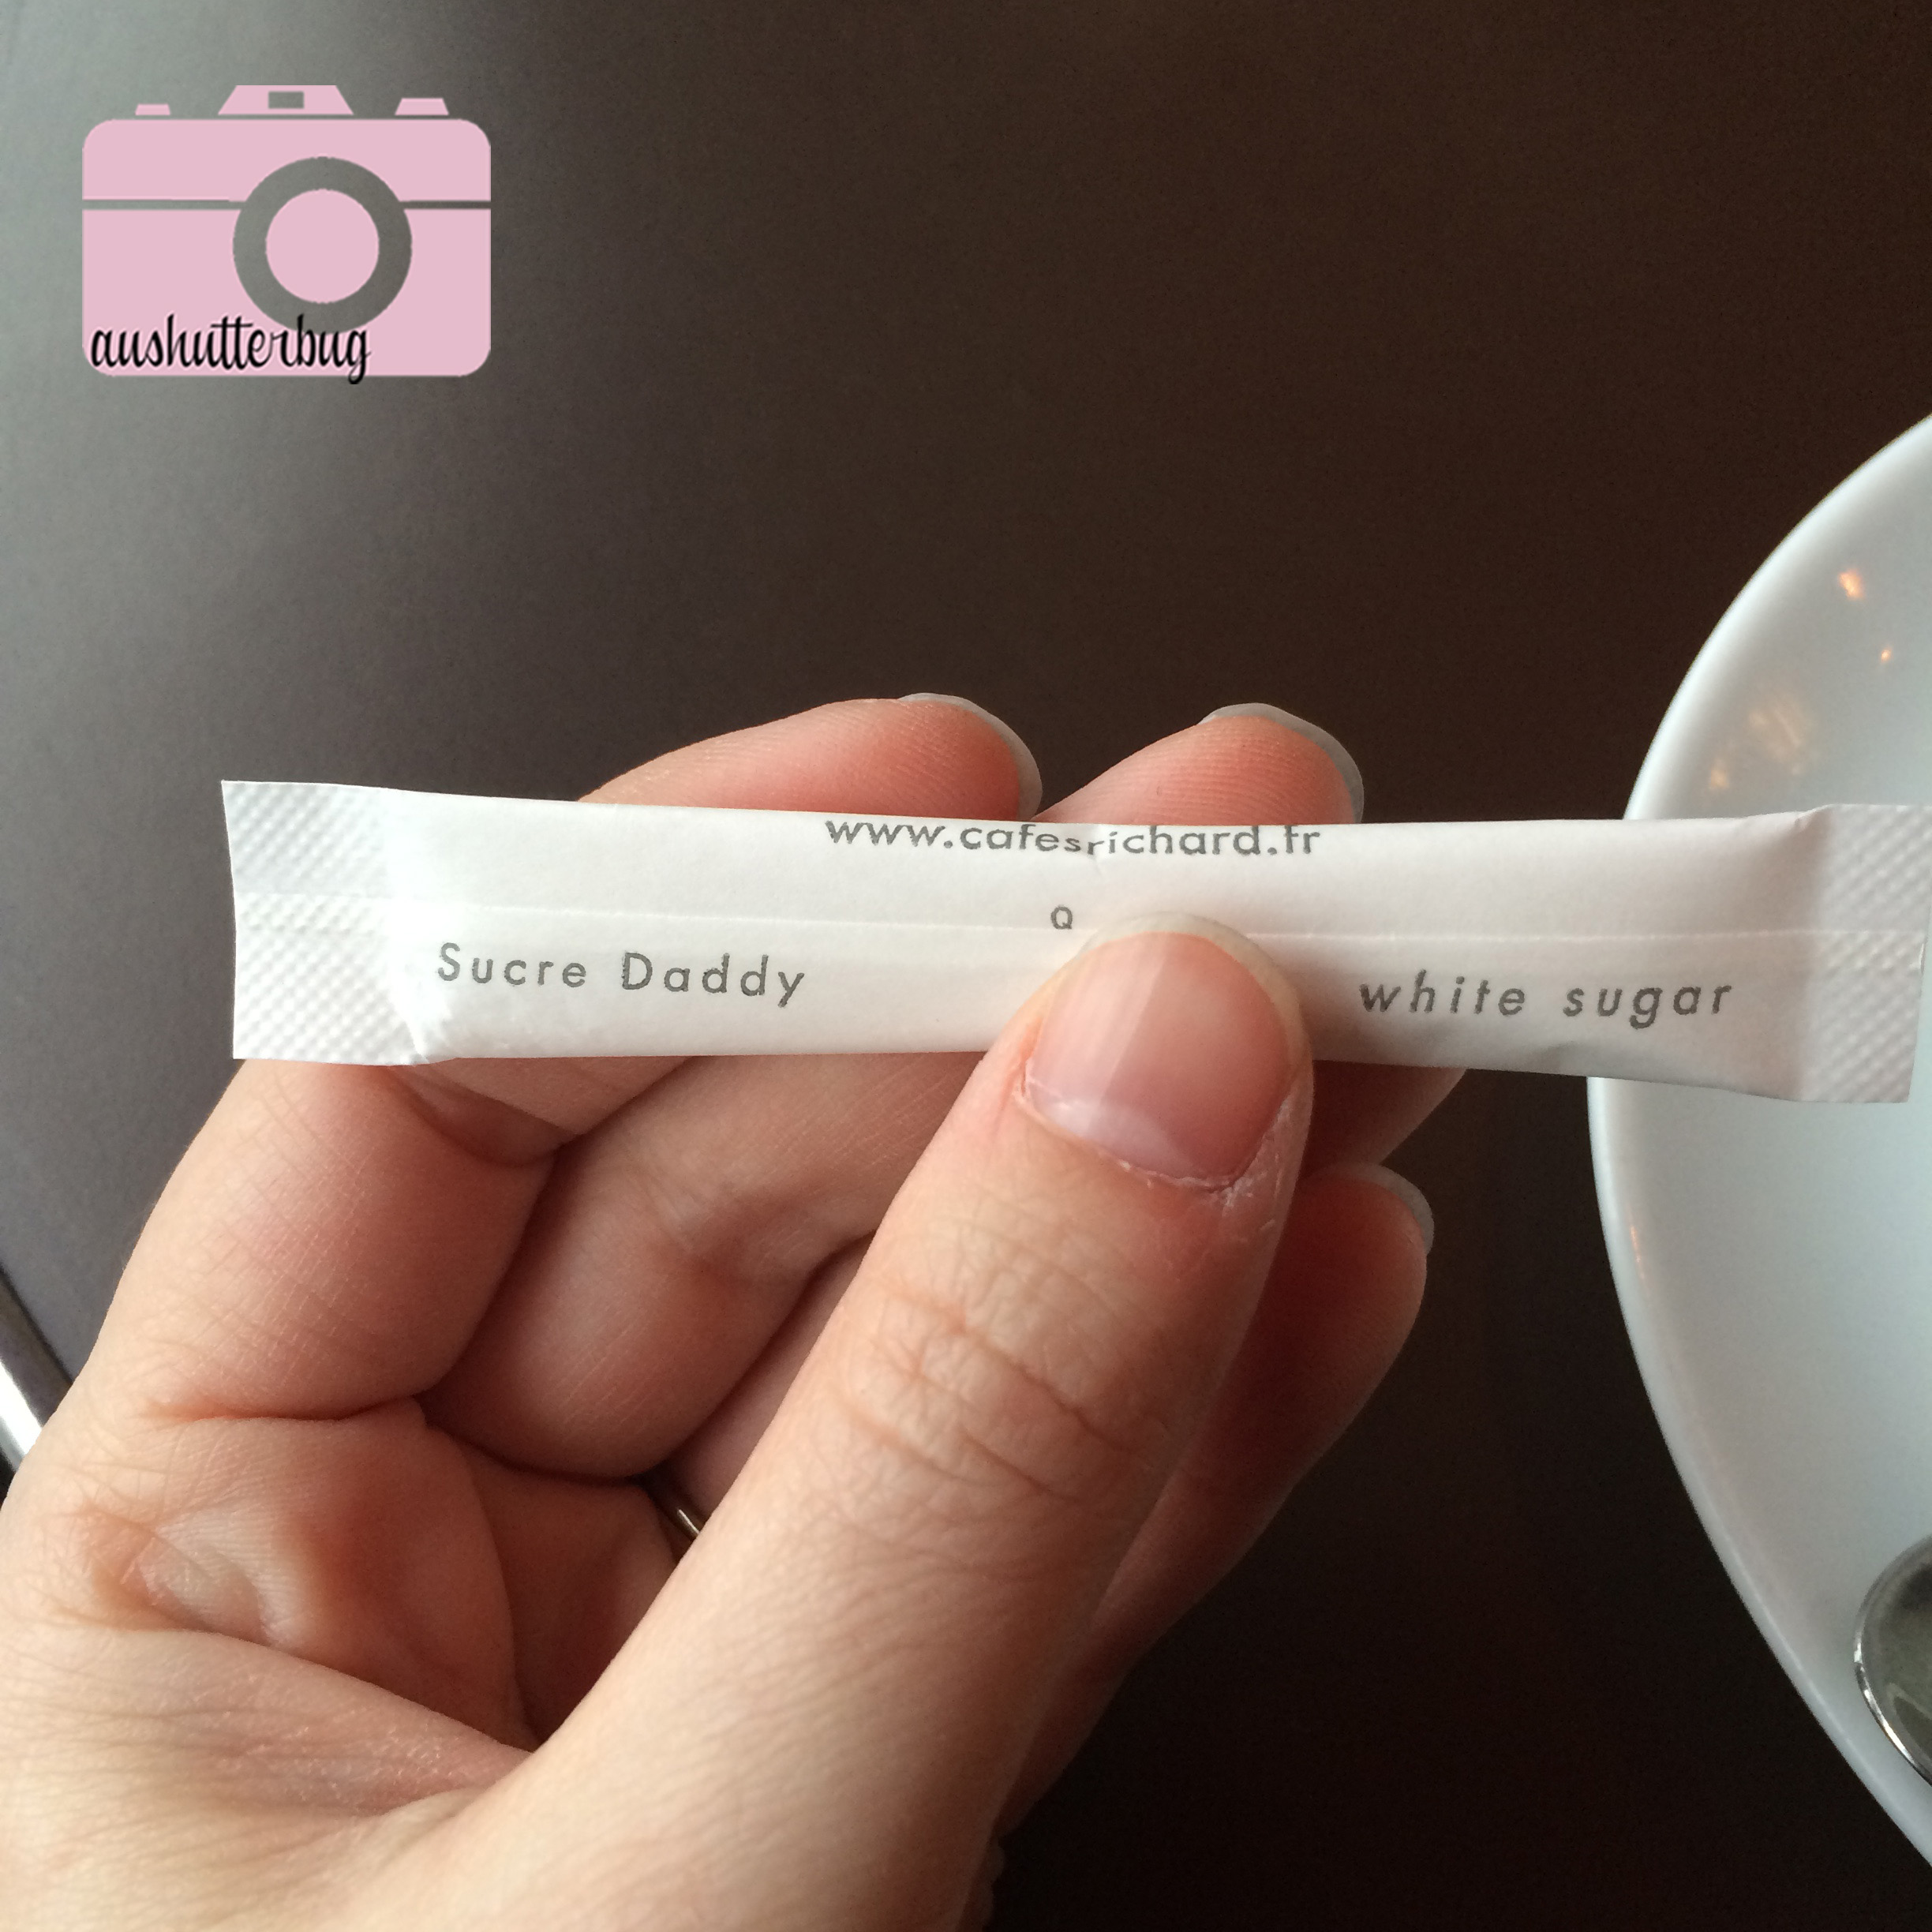 aushutterbug
www.cafesrichard.fr
Q
Sucre Daddy
white sugar